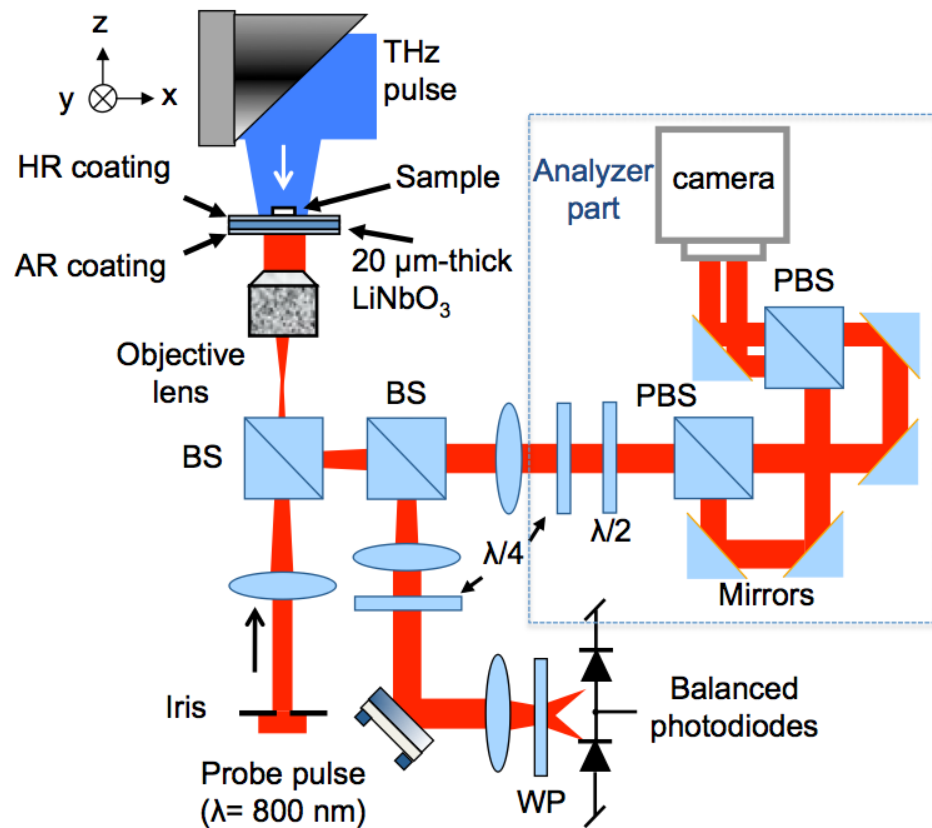 z
y
x
THz
pulse
HR coating
Sample
AR coating
20 μm-thick
LiNbO₃
Objective
lens
Analyzer
part
camera
PBS
BS
PBS
BS
λ/4
λ/2
Mirrors
Iris
Probe pulse
(λ= 800 nm)
WP
Balanced
photodiodes